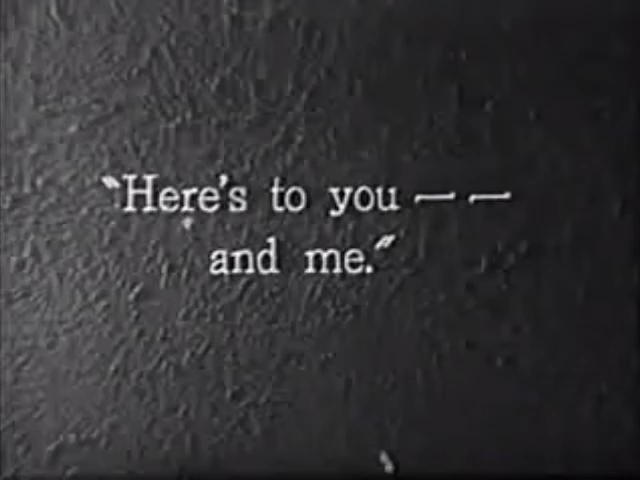 "Here's to you — —
and me."